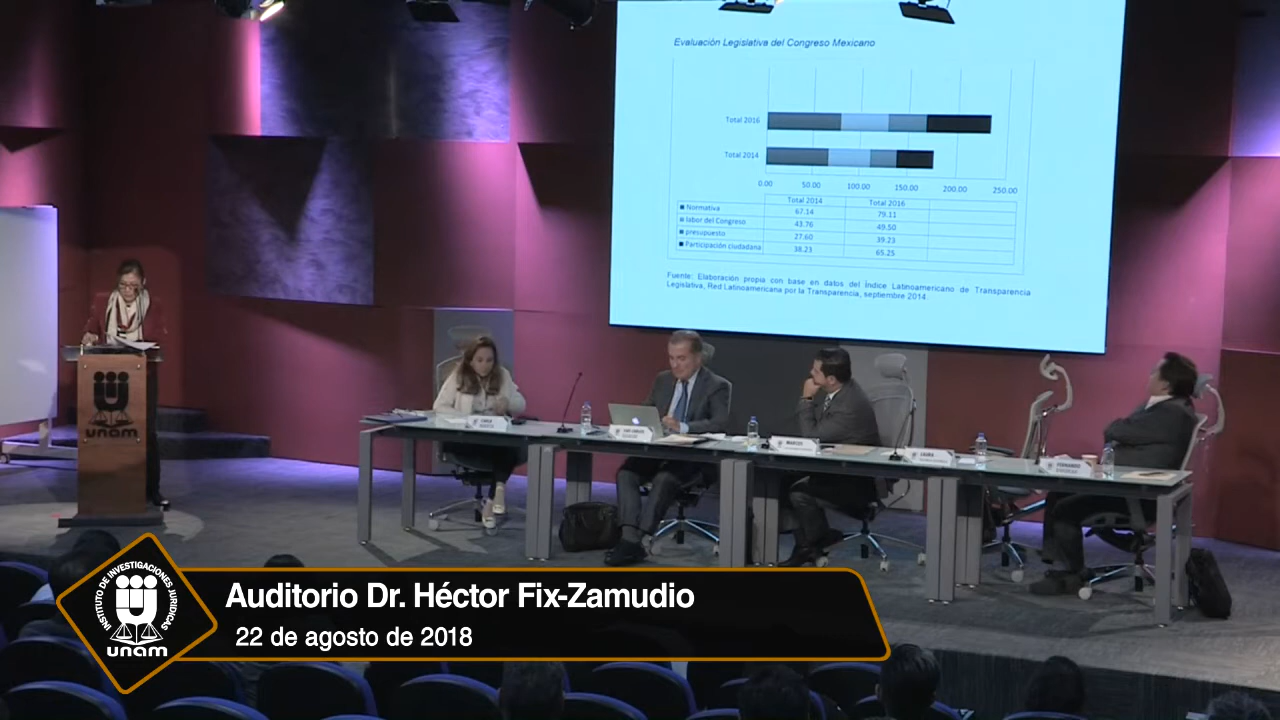 Evaluación Legislativa del Congreso Mexicano
Total 2016
Total 2014
0.00 50.00 100.00 150.00 200.00 250.00
Total 2014 Total 2016
Normativa 67.14 79.11
labor del Congreso 43.76 49.50
presupuesto 27.60 39.23
Participación ciudadana 38.23 65.25
Fuente: Elaboración propia con base en datos del Índice Latinoamericano de Transparencia
Legislativa, Red Latinoamericana por la Transparencia, septiembre 2014.
unam
MARCOS
LAURA
FERNANDO
INSTITUTO DE INVESTIGACIONES JURIDICAS
unam
Auditorio Dr. Héctor Fix-Zamudio
22 de agosto de 2018